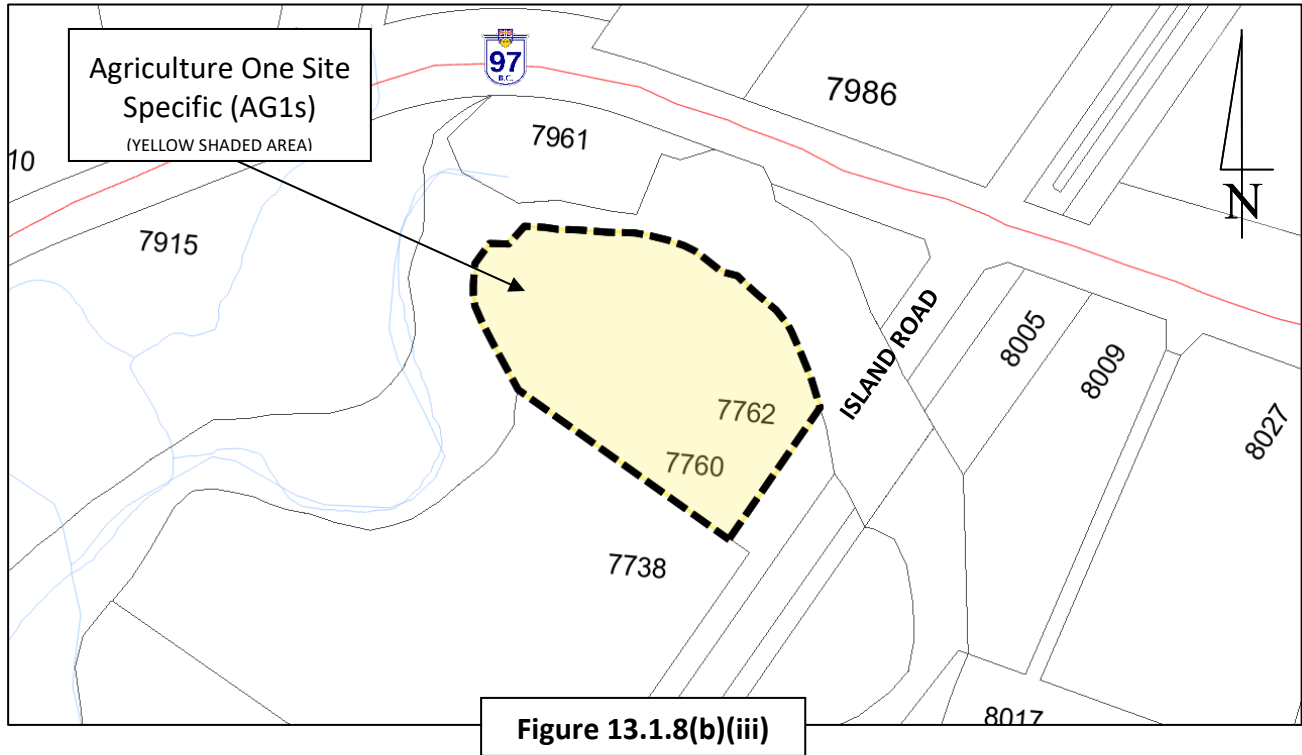 Agriculture One Site
Specific (AG1s)
(YELLOW SHADED AREA)
97
B.C.
7986
7961
10
N
7915
ISLAND ROAD
8005
8009
8027
7762
7760
7738
8017
Figure 13.1.8(b)(iii)